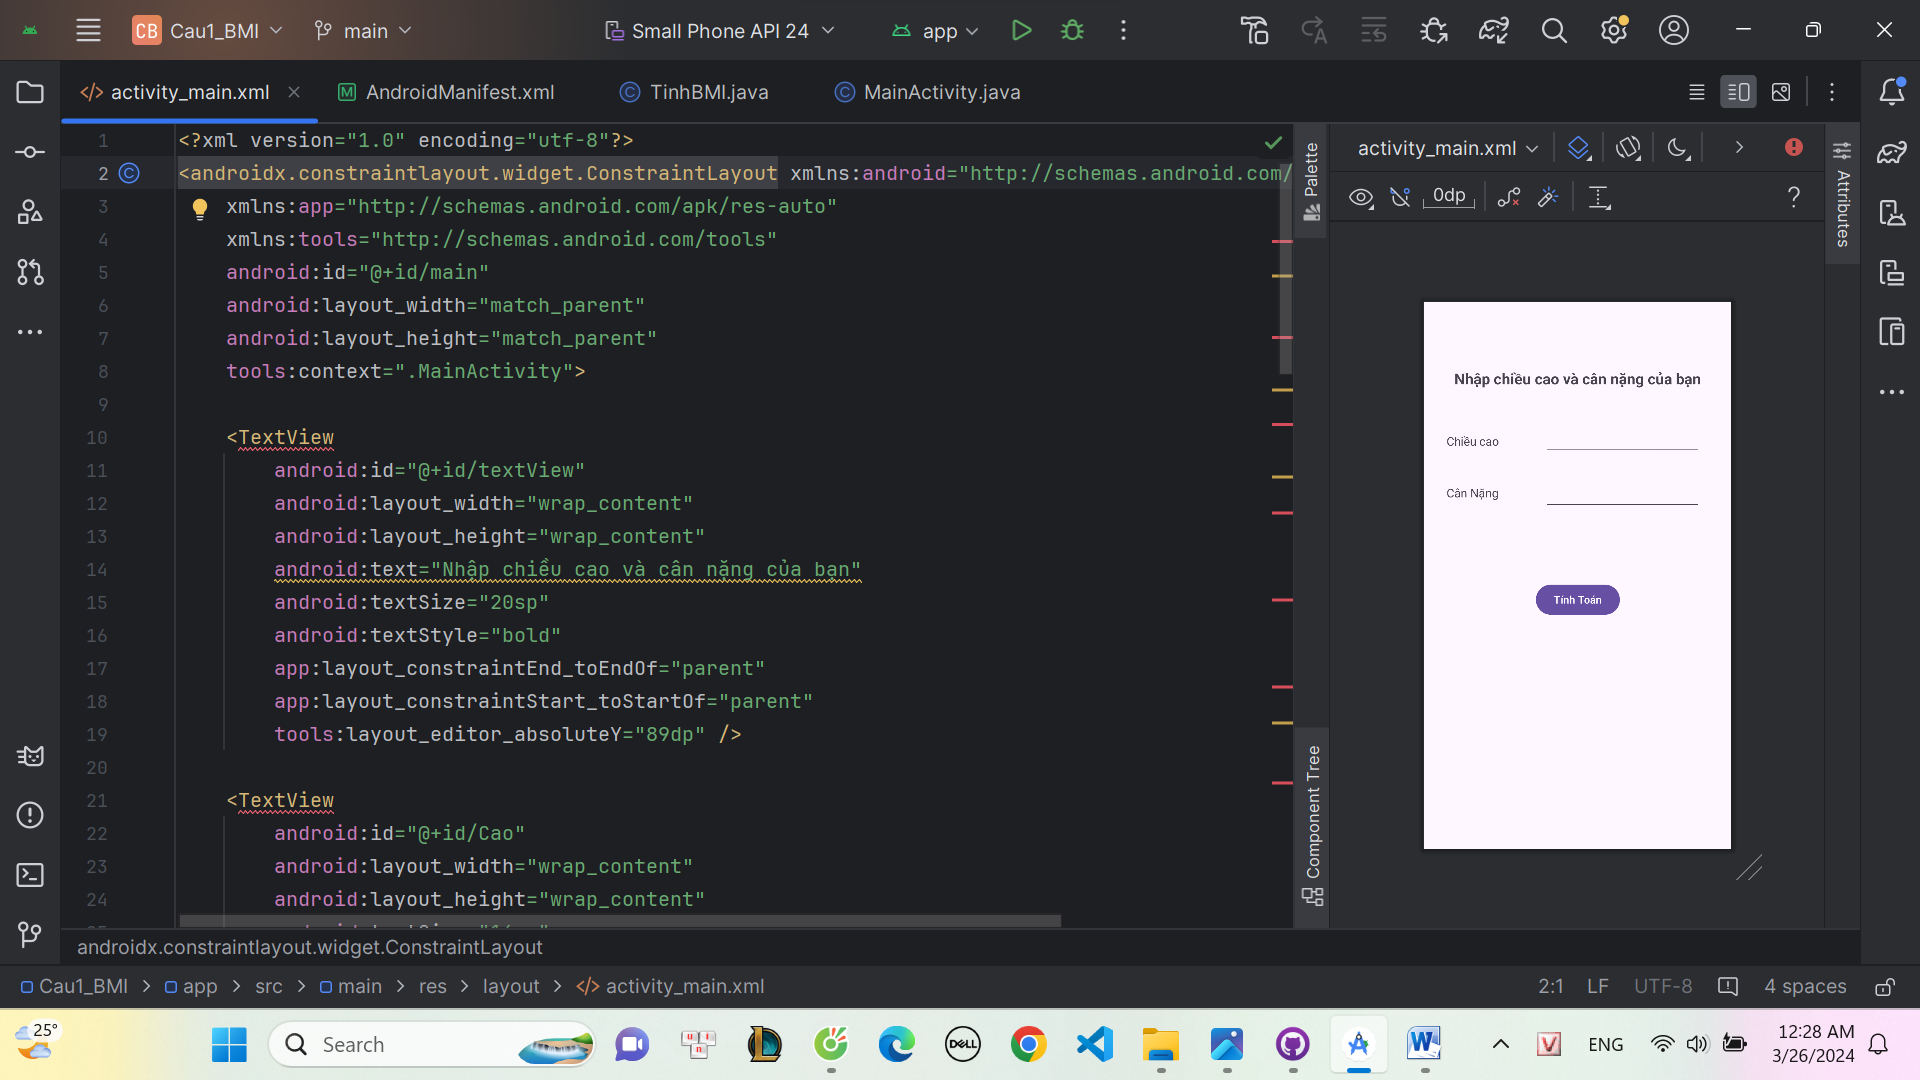 CB Cau1_BMI main Small Phone API 24 app
activity_main.xml AndroidManifest.xml TinhBMI.java MainActivity.java
1 <?xml version="1.0" encoding="utf-8"?>
2 <androidx.constraintlayout.widget.ConstraintLayout xmlns:android="http://schemas.android.com/
3 xmlns:app="http://schemas.android.com/apk/res-auto"
4 xmlns:tools="http://schemas.android.com/tools"
5 android:id="@+id/main"
6 android:layout_width="match_parent"
7 android:layout_height="match_parent"
8 tools:context=".MainActivity">
9
10 <TextView
11 android:id="@+id/textView"
12 android:layout_width="wrap_content"
13 android:layout_height="wrap_content"
14 android:text="Nhập chiều cao và cân nặng của bạn"
15 android:textSize="20sp"
16 android:textStyle="bold"
17 app:layout_constraintEnd_toEndOf="parent"
18 app:layout_constraintStart_toStartOf="parent"
19 tools:layout_editor_absoluteY="89dp" />
20
21 <TextView
22 android:id="@+id/Cao"
23 android:layout_width="wrap_content"
24 android:layout_height="wrap_content"
Palette
Component Tree
activity_main.xml
0dp
Attributes
Nhập chiều cao và cân nặng của bạn
Chiều cao
Cân Nặng
Tính Toán
androidx.constraintlayout.widget.ConstraintLayout
Cau1_BMI > app > src > main > res > layout > activity_main.xml 2:1 LF UTF-8 4 spaces
25° Search DELL ENG 12:28 AM
3/26/2024